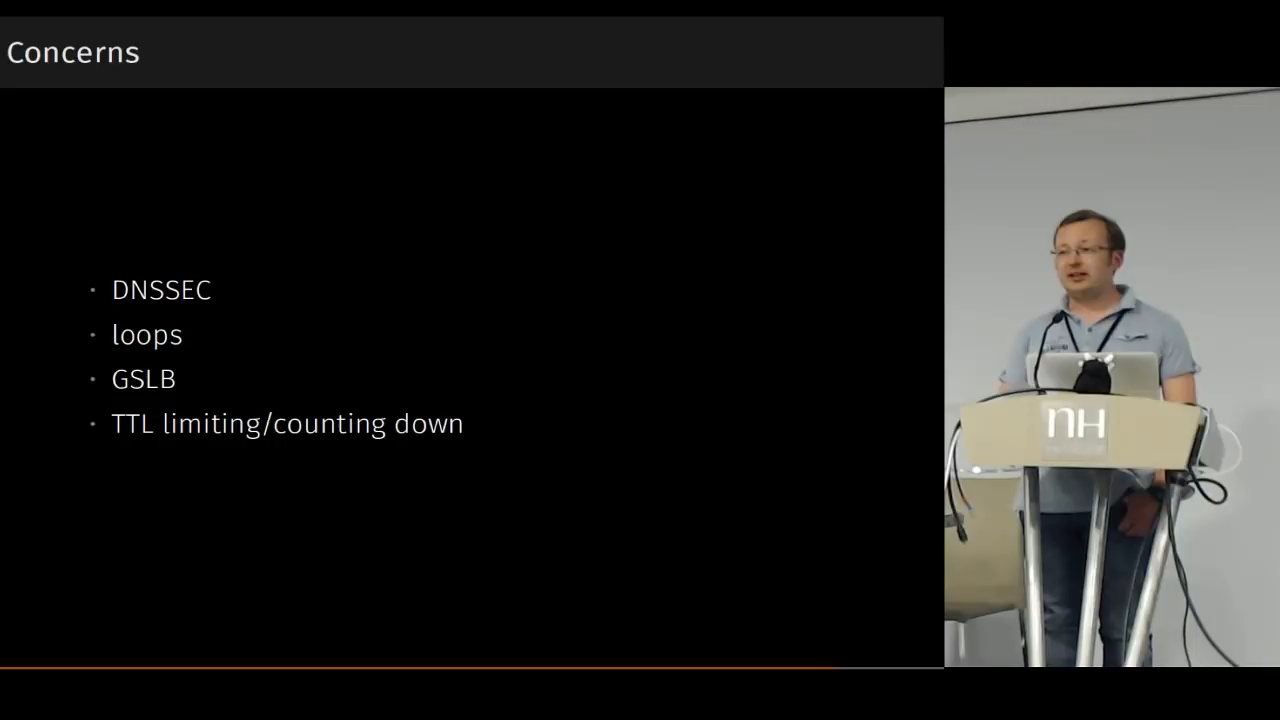 Concerns
· DNSSEC
· loops
· GSLB
· TTL limiting/counting down
nH